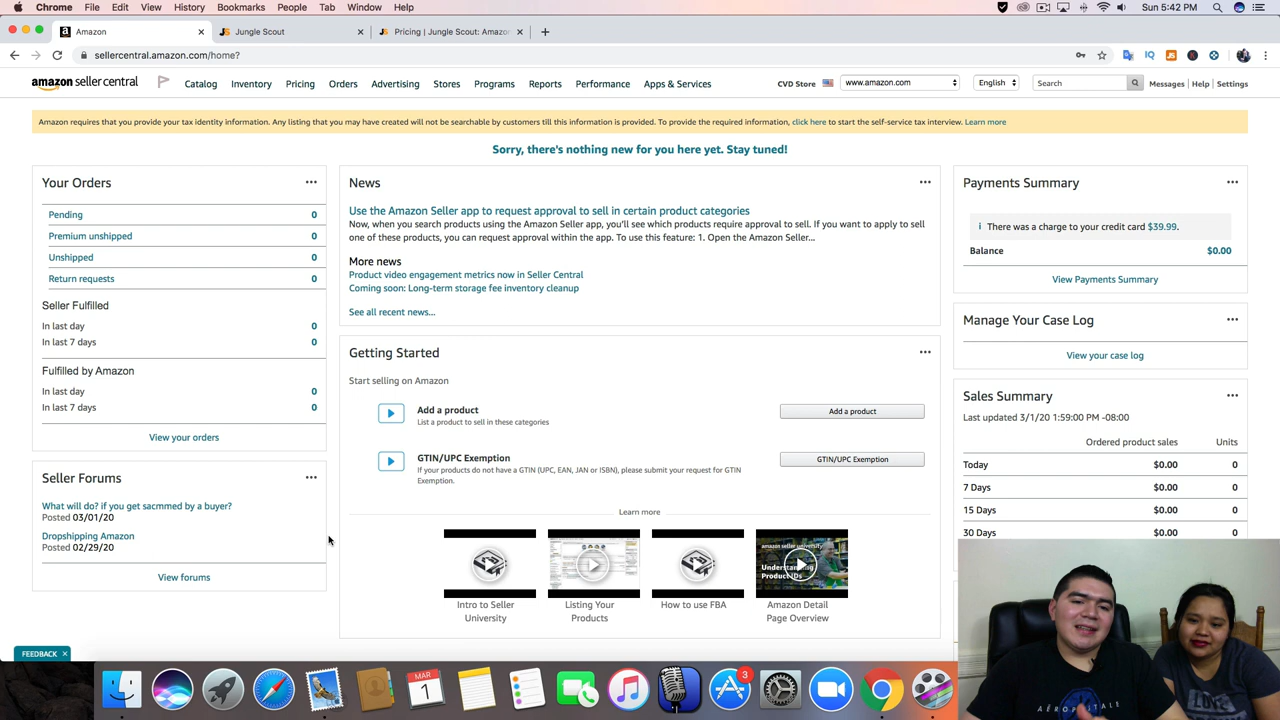 Chrome File Edit View History Bookmarks People Tab Window Help Sun 5:42 PM
Amazon Jungle Scout Pricing | Jungle Scout: Amazo
sellercentral.amazon.com/home?
amazon seller central Catalog Inventory Pricing Orders Advertising Stores Programs Reports Performance Apps & Services CVD Store www.amazon.com English Search Messages Help Settings
Amazon requires that you provide your tax identity information. Any listing that you may have created will not be searchable by customers till this information is provided. To provide the required information, click here to start the self-service tax interview. Learn more
Sorry, there's nothing new for you here yet. Stay tuned!
Your Orders
Pending 0
Premium unshipped 0
Unshipped 0
Return requests 0
Seller Fulfilled
In last day 0
In last 7 days 0
Fulfilled by Amazon
In last day 0
In last 7 days 0
View your orders
Seller Forums
What will do? if you get sacmmed by a buyer?
Posted 03/01/20
Dropshipping Amazon
Posted 02/29/20
View forums
News
Use the Amazon Seller app to request approval to sell in certain product categories
Now, when you search products using the Amazon Seller app, you'll see which products require approval to sell. If you want to apply to sell
one of these products, you can request approval within the app. To use this feature: 1. Open the Amazon Seller...
More news
Product video engagement metrics now in Seller Central
Coming soon: Long-term storage fee inventory cleanup
See all recent news...
Getting Started
Start selling on Amazon
Add a product
List a product to sell in these categories
Add a product
GTIN/UPC Exemption
If your products do not have a GTIN (UPC, EAN, JAN or ISBN), please submit your request for GTIN
Exemption.
GTIN/UPC Exemption
Learn more
amazon seller university
Understanding
Product IDs
Intro to Seller
University
Listing Your
Products
How to use FBA
Amazon Detail
Page Overview
Payments Summary
i There was a charge to your credit card $39.99.
Balance $0.00
View Payments Summary
Manage Your Case Log
View your case log
Sales Summary
Last updated 3/1/20 1:59:00 PM -08:00
Ordered product sales Units
Today $0.00 0
7 Days $0.00 0
15 Days $0.00 0
30 Days $0.00 0
FEEDBACK ×
MAR
1
3
AÉROPOSTALE